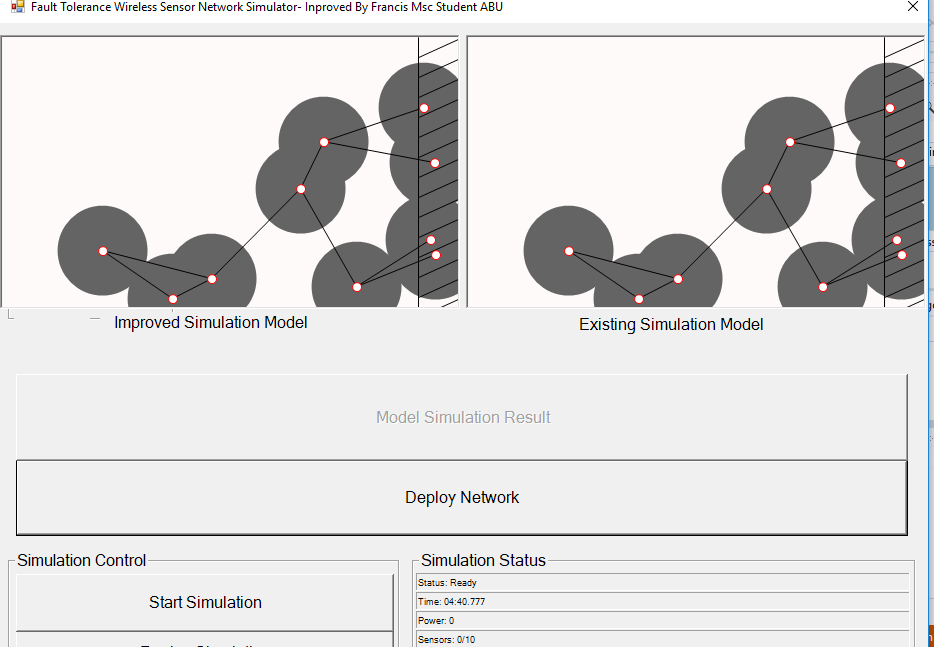 Fault Tolerance Wireless Sensor Network Simulator- Inproved By Francis Msc Student ABU
Improved Simulation Model
Existing Simulation Model
Model Simulation Result
Deploy Network
Simulation Control
Start Simulation
Simulation Status
Status: Ready
Time: 04:40.777
Power: 0
Sensors: 0/10